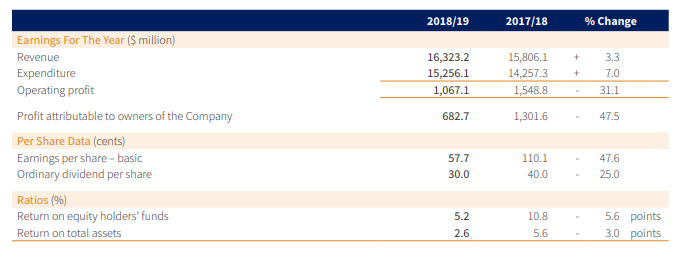 2018/19 2017/18 % Change
Earnings For The Year ($ million)
Revenue 16,323.2 15,806.1 + 3.3
Expenditure 15,256.1 14,257.3 + 7.0
Operating profit 1,067.1 1,548.8 - 31.1
Profit attributable to owners of the Company 682.7 1,301.6 - 47.5
Per Share Data (cents)
Earnings per share – basic 57.7 110.1 - 47.6
Ordinary dividend per share 30.0 40.0 - 25.0
Ratios (%)
Return on equity holders' funds 5.2 10.8 - 5.6 points
Return on total assets 2.6 5.6 - 3.0 points